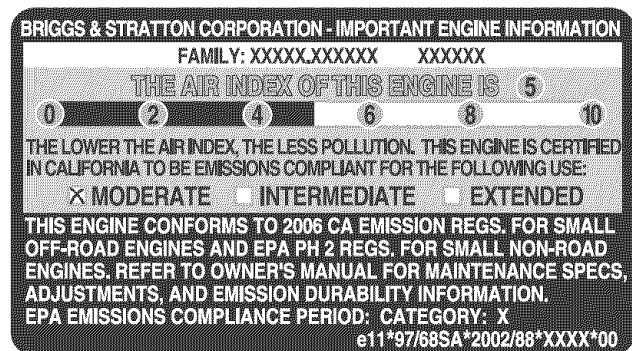 BRIGGS & STRATTON CORPORATION - IMPORTANT ENGINE INFORMATION
FAMILY: XXXXX.XXXXXX XXXXXX
THE AIR INDEX OF THIS ENGINE IS 5
0 2 4 6 8 10
THE LOWER THE AIR INDEX, THE LESS POLLUTION. THIS ENGINE IS CERTIFIED
IN CALIFORNIA TO BE EMISSIONS COMPLIANT FOR THE FOLLOWING USE:
X MODERATE INTERMEDIATE EXTENDED
THIS ENGINE CONFORMS TO 2006 CA EMISSION REGS. FOR SMALL
OFF-ROAD ENGINES AND EPA PH 2 REGS. FOR SMALL NON-ROAD
ENGINES. REFER TO OWNER'S MANUAL FOR MAINTENANCE SPECS,
ADJUSTMENTS, AND EMISSION DURABILITY INFORMATION.
EPA EMISSIONS COMPLIANCE PERIOD: CATEGORY: X
e11*97/68SA*2002/88*XXXX*00